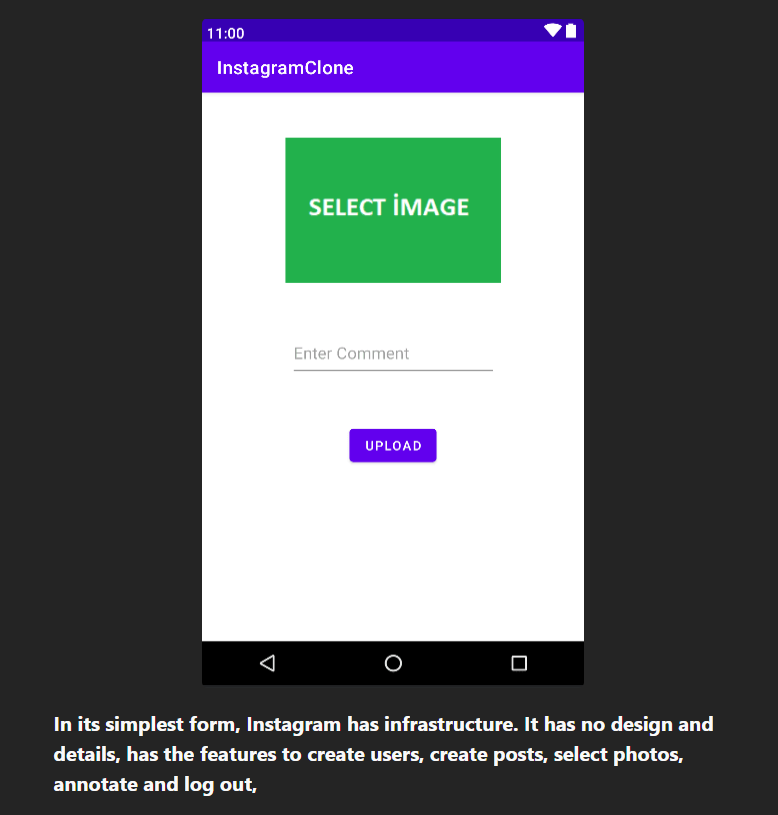 11:00
InstagramClone
SELECT İMAGE
Enter Comment
UPLOAD
In its simplest form, Instagram has infrastructure. It has no design and
details, has the features to create users, create posts, select photos,
annotate and log out,